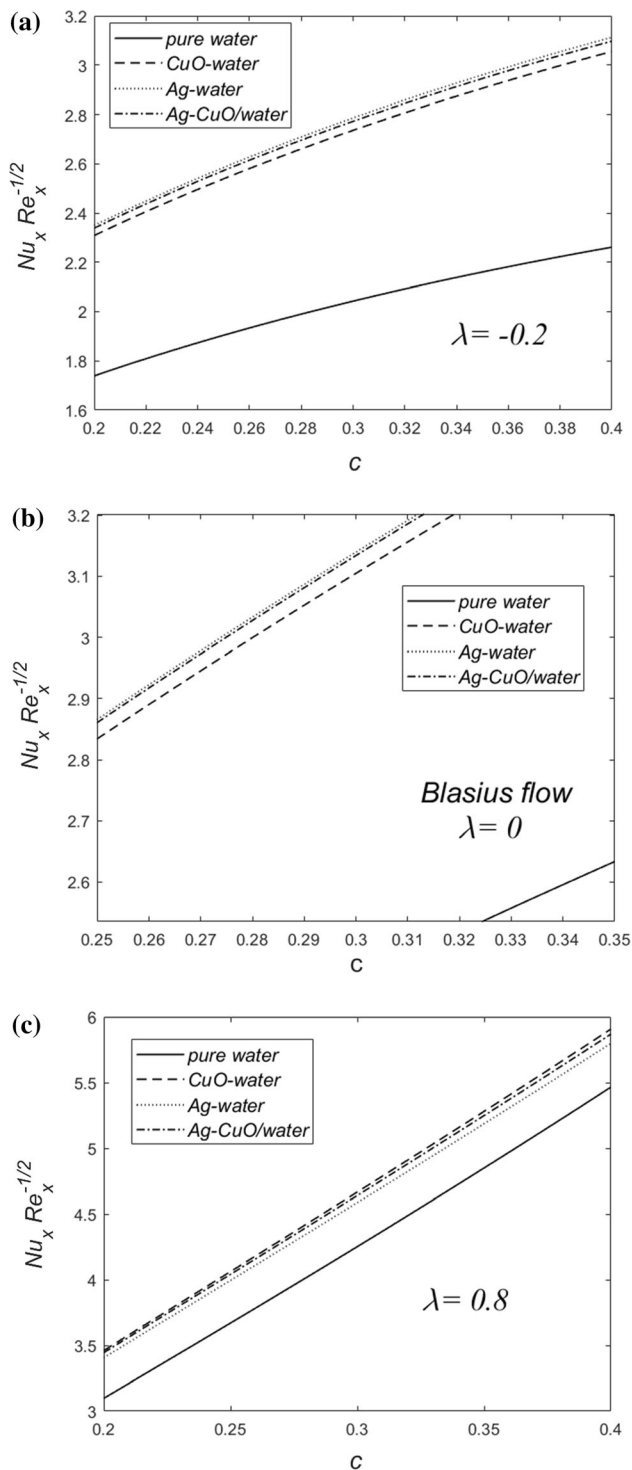 (a)
3.2
3
2.8
2.6
2.4
2.2
2
1.8
1.6
Nu_x Re_x^{-1/2}
pure water
CuO-water
Ag-water
Ag-CuO/water
λ= -0.2
0.2 0.22 0.24 0.26 0.28 0.3 0.32 0.34 0.36 0.38 0.4
c
(b)
3.2
3.1
3
2.9
2.8
2.7
2.6
Nu_x Re_x^{-1/2}
pure water
CuO-water
Ag-water
Ag-CuO/water
Blasius flow
λ= 0
0.25 0.26 0.27 0.28 0.29 0.3 0.31 0.32 0.33 0.34 0.35
c
(c)
6
5.5
5
4.5
4
3.5
3
Nu_x Re_x^{-1/2}
pure water
CuO-water
Ag-water
Ag-CuO/water
λ= 0.8
0.2 0.25 0.3 0.35 0.4
c